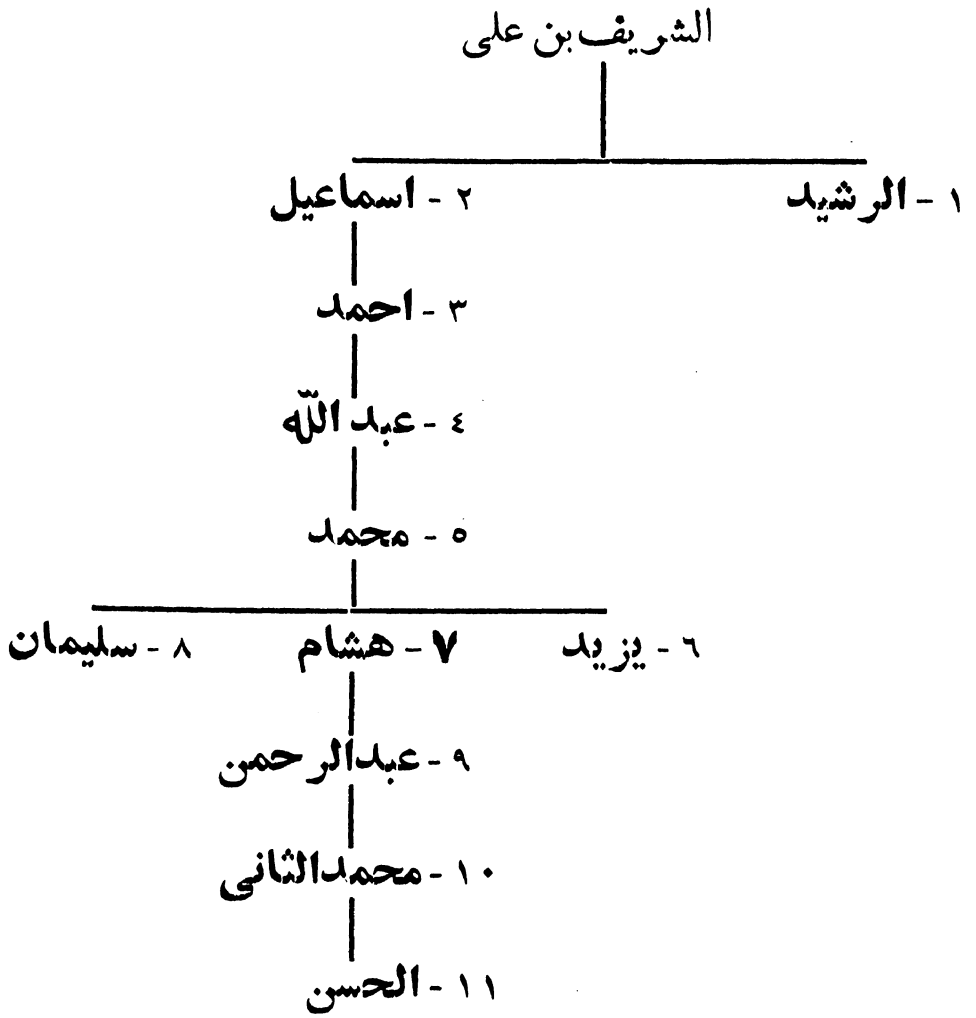 الشريف بن على
١ - الرشيد
٢ - اسماعيل
٣ - احمد
٤ - عبد اللّه
٥ - محمد
٦ - يزيد
٧ - هشام
٨ - سليمان
٩ - عبدالرحمن
١٠ - محمدالثانى
١١ - الحسن